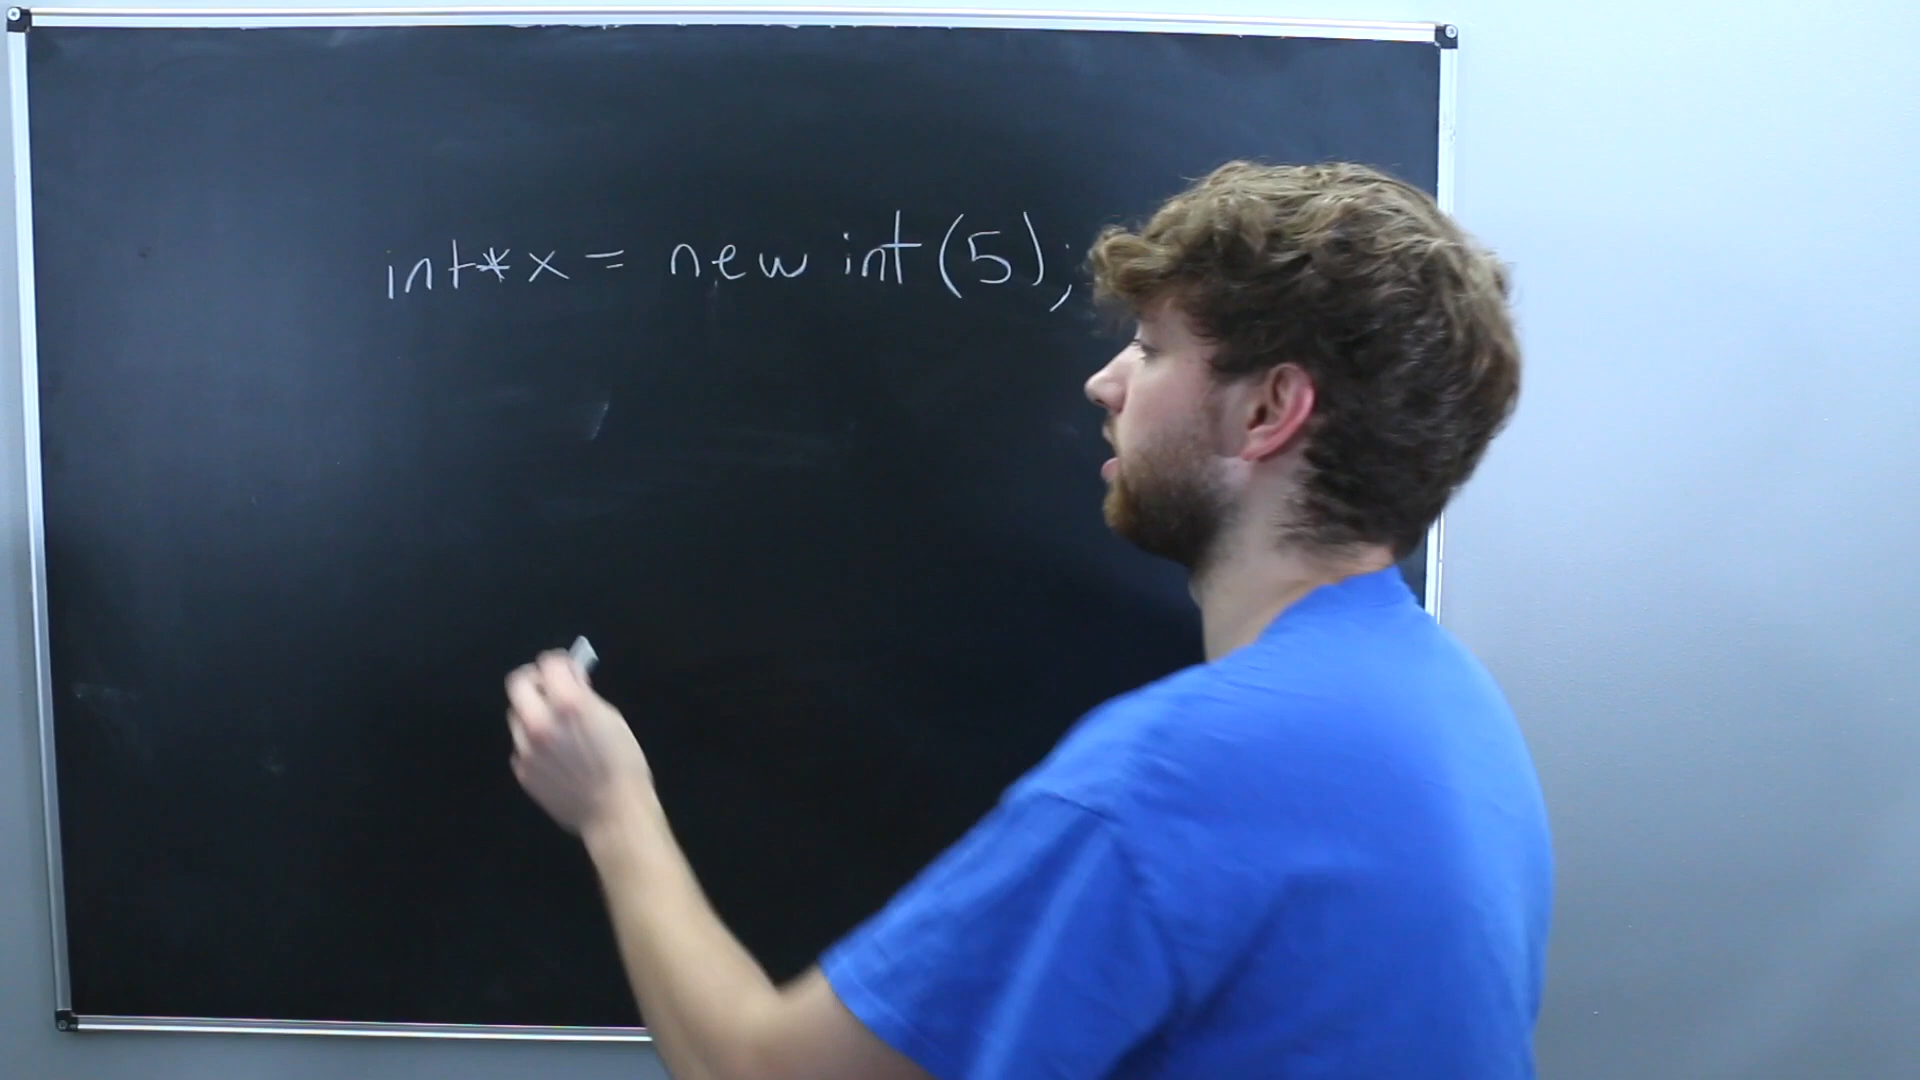 int* x = new int(5);